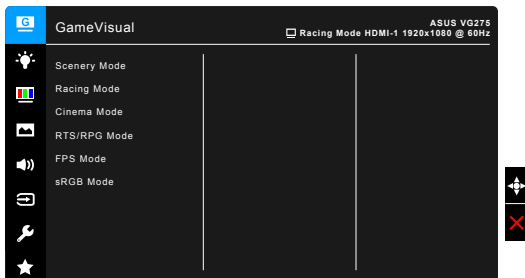 G
GameVisual
ASUS VG275
Racing Mode HDMI-1 1920x1080 @ 60Hz
Scenery Mode
Racing Mode
Cinema Mode
RTS/RPG Mode
FPS Mode
sRGB Mode